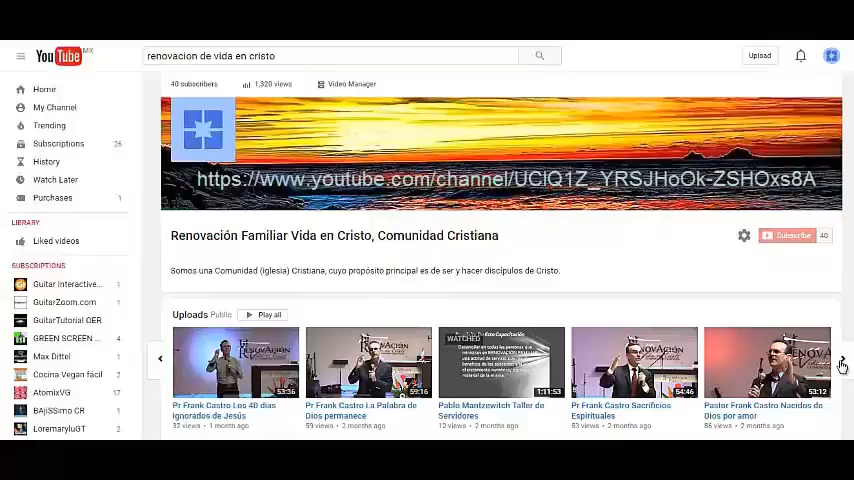 YouTube MX
renovacion de vida en cristo
Upload
Home
My Channel
Trending
Subscriptions 26
History
Watch Later
Purchases 1
LIBRARY
Liked videos
SUBSCRIPTIONS
Guitar Interactive... 1
GuitarZoom.com 1
GuitarTutorial OER
GREEN SCREEN ... 4
Max Dittel 1
Cocina Vegan fácil 2
AtomixVG 17
BAjISSimo CR 1
LoremaryluGT 2
40 subscribers 1,320 views Video Manager
https://www.youtube.com/channel/UClQ1Z_YRSJHoOk-ZSHOxs8A
Renovación Familiar Vida en Cristo, Comunidad Cristiana
Subscribe 40
Somos una Comunidad (iglesia) Cristiana, cuyo propósito principal es de ser y hacer discípulos de Cristo.
Uploads Public Play all
53:36
Pr Frank Castro Los 40 dias
ignorados de Jesús
32 views • 1 month ago
59:16
Pr Frank Castro La Palabra de
Dios permanece
59 views • 2 months ago
WATCHED
1:11:53
Pablo Mantzewitch Taller de
Servidores
12 views • 2 months ago
54:46
Pr Frank Castro Sacrificios
Espirituales
53 views • 2 months ago
53:12
Pastor Frank Castro Nacidos de
Dios por amor
86 views • 2 months ago